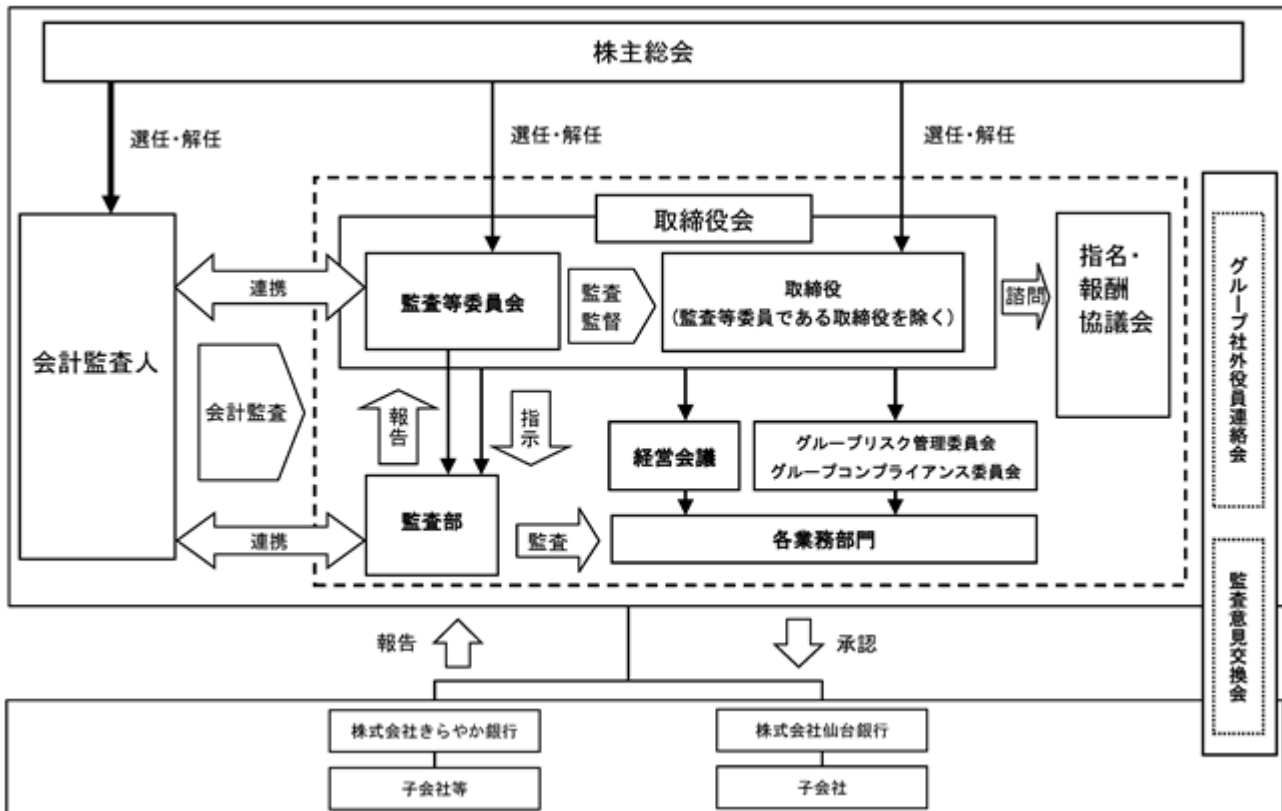 株主総会
選任・解任
選任・解任
選任・解任
取締役会
会計監査人
連携
監査等委員会
監査
監督
取締役
（監査等委員である取締役を除く）
諮問
指名・
報酬
協議会
会計監査
報告
指示
経営会議
グループリスク管理委員会
グループコンプライアンス委員会
連携
監査部
監査
各業務部門
グループ社外役員連絡会
監査意見交換会
報告
承認
株式会社きらやか銀行
株式会社仙台銀行
子会社等
子会社